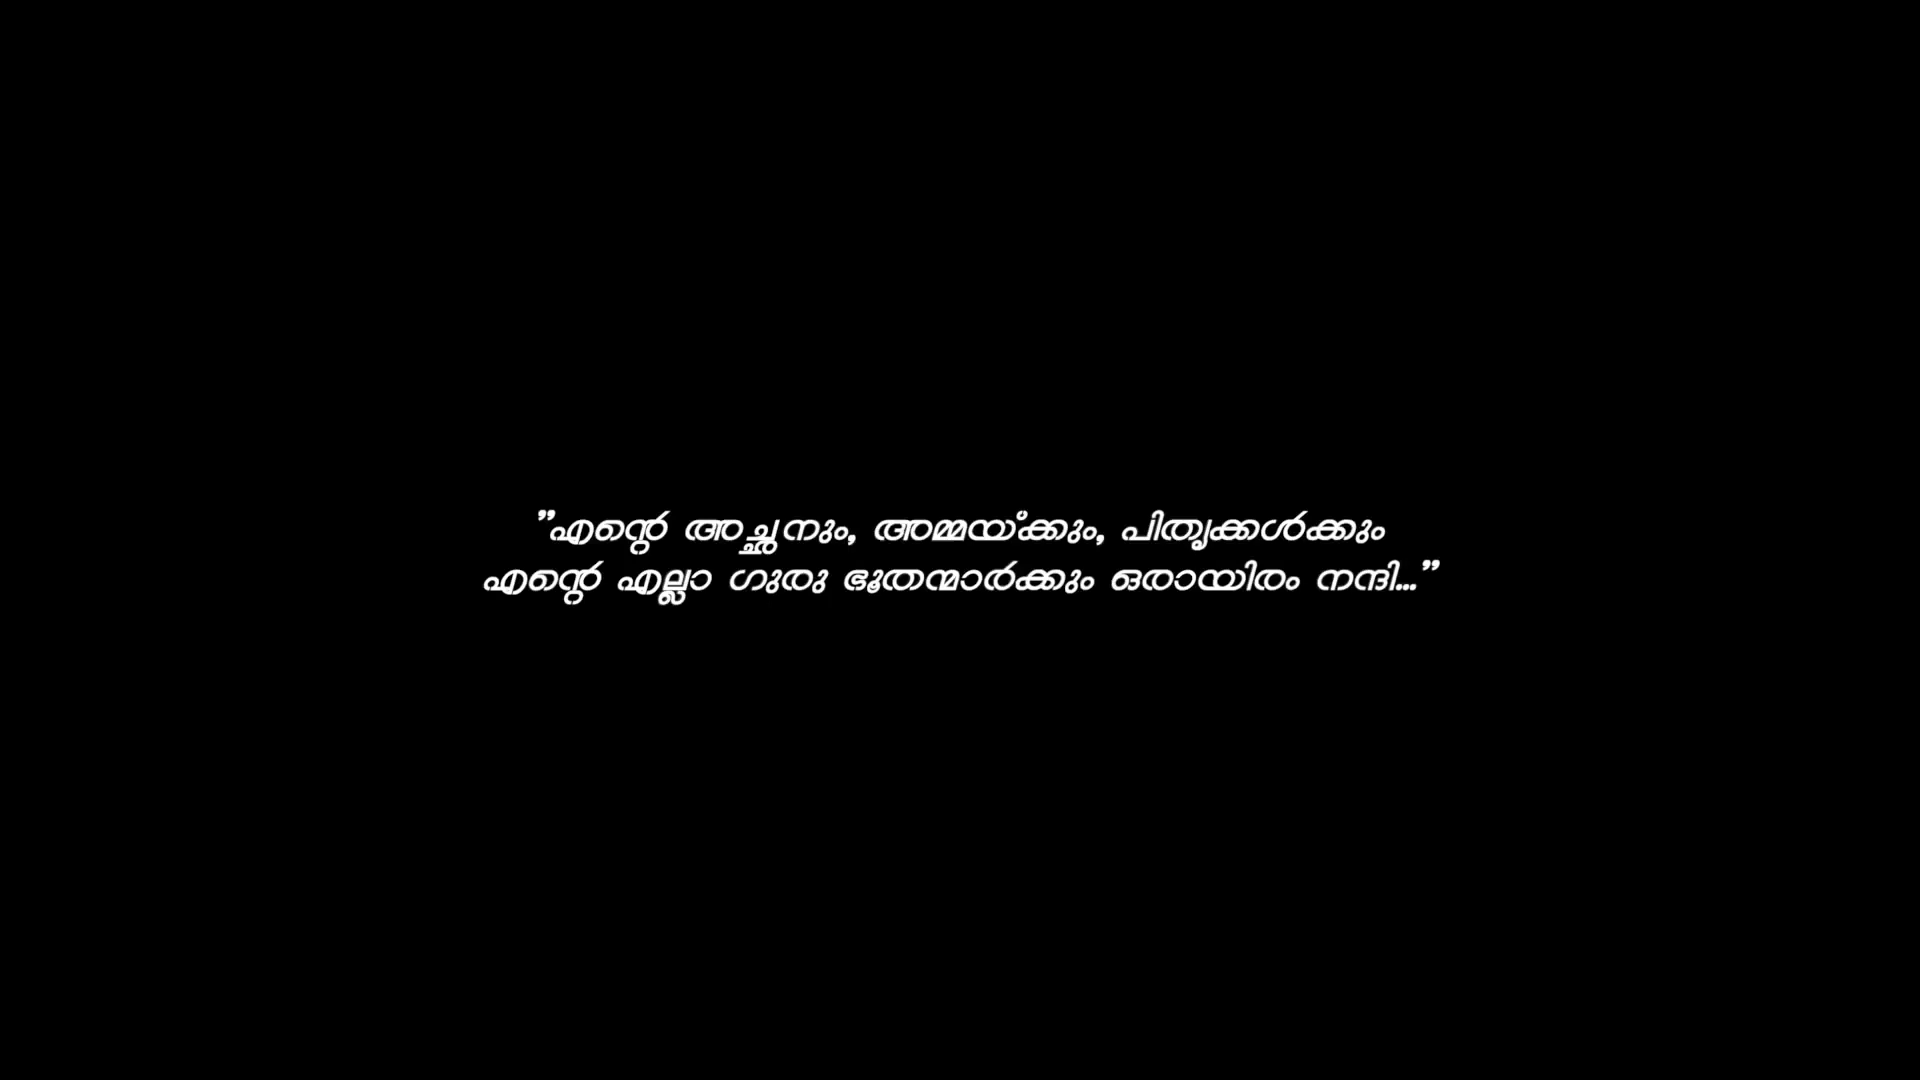 ”എന്റെ അച്ഛനും, അമ്മയ്ക്കും, പിതൃക്കൾക്കും
എന്റെ എല്ലാ ഗുരു ഭൂതന്മാർക്കും ഒരായിരം നന്ദി...”